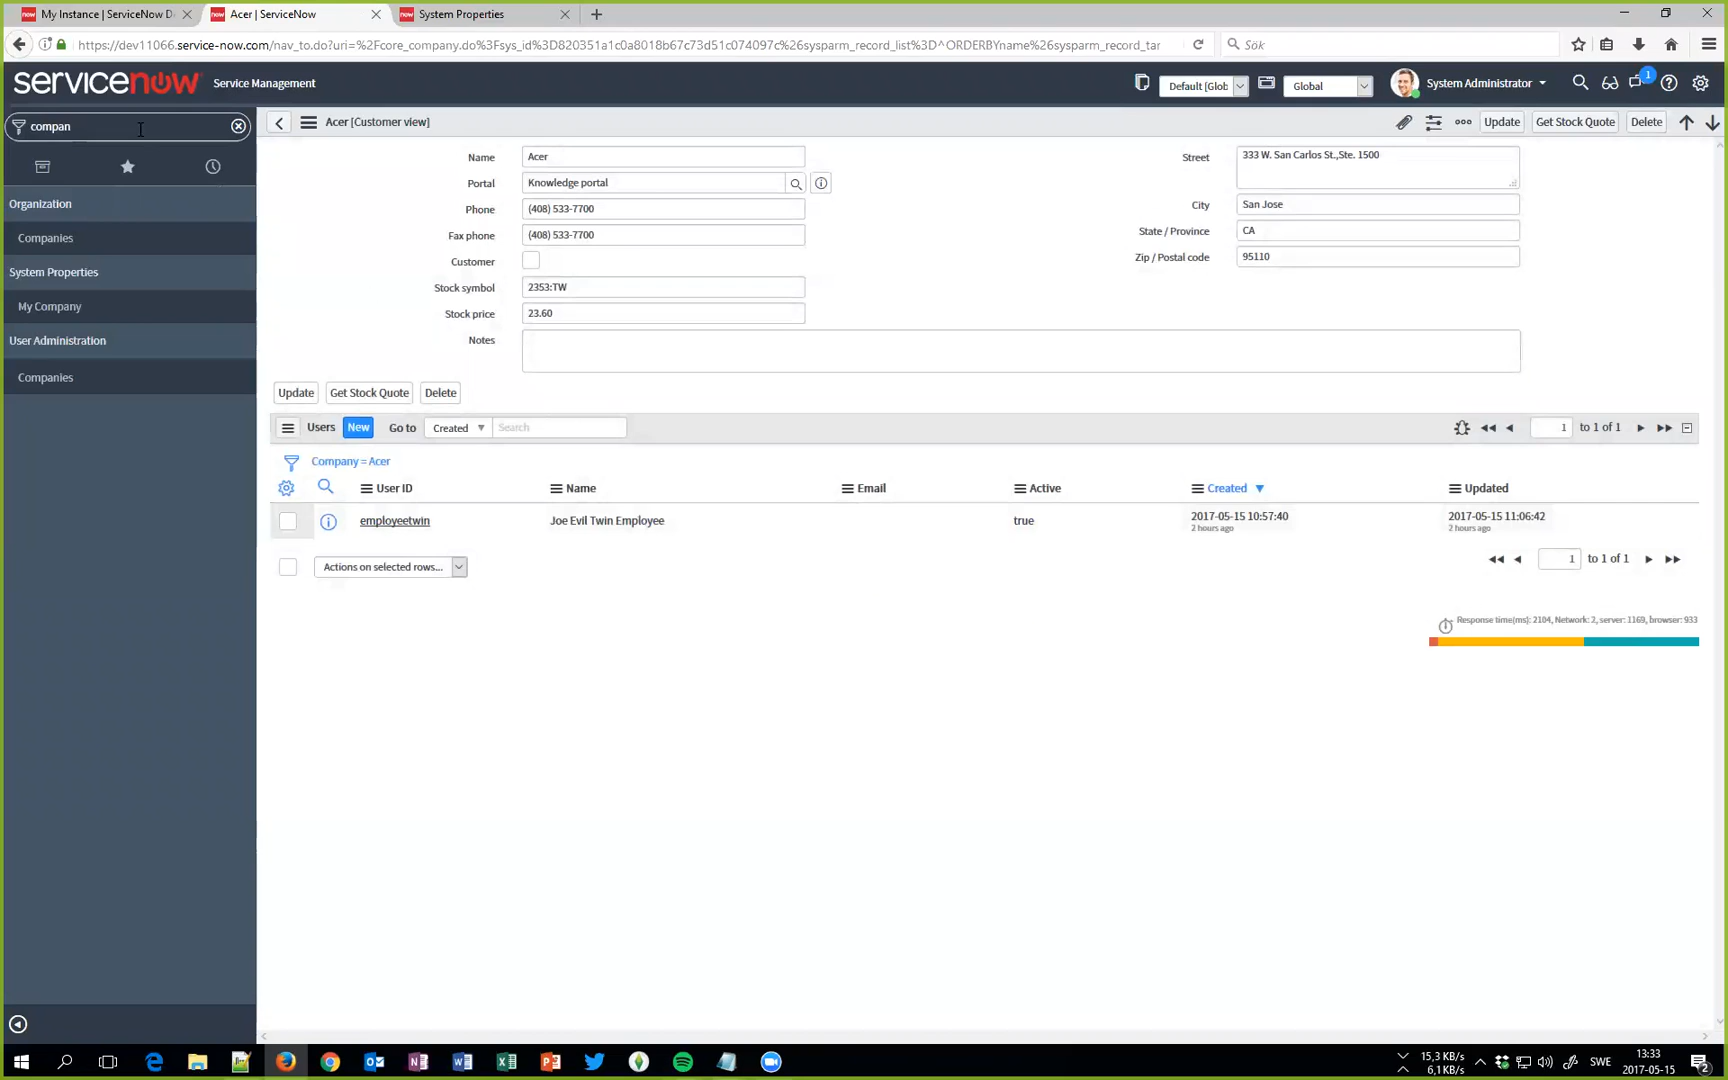 My Instance | ServiceNow D
Acer | ServiceNow
System Properties
https://dev11066.service-now.com/nav_to.do?uri=%2Fcore_company.do%3Fsys_id%3D820351a1c0a8018b67c73d51c074097c%26sysparm_record_list%3D^ORDERBYname%26sysparm_record_tar
Sök
servicenow Service Management
Default [Glob
Global
System Administrator
1
compan
Acer [Customer view]
Update
Get Stock Quote
Delete
Organization
Companies
System Properties
My Company
User Administration
Companies
Name Acer
Portal Knowledge portal
Phone (408) 533-7700
Fax phone (408) 533-7700
Customer
Stock symbol 2353:TW
Stock price 23.60
Notes
Street 333 W. San Carlos St.,Ste. 1500
City San Jose
State / Province CA
Zip / Postal code 95110
Update Get Stock Quote Delete
Users New Go to Created Search 1 to 1 of 1
Company = Acer
User ID Name Email Active Created Updated
employeetwin Joe Evil Twin Employee true 2017-05-15 10:57:40 2017-05-15 11:06:42
2 hours ago 2 hours ago
Actions on selected rows... 1 to 1 of 1
Response time(ms): 2104, Network: 2, server: 1169, browser: 933
15,3 KB/s
6,1 KB/s
SWE
13:33
2017-05-15
2